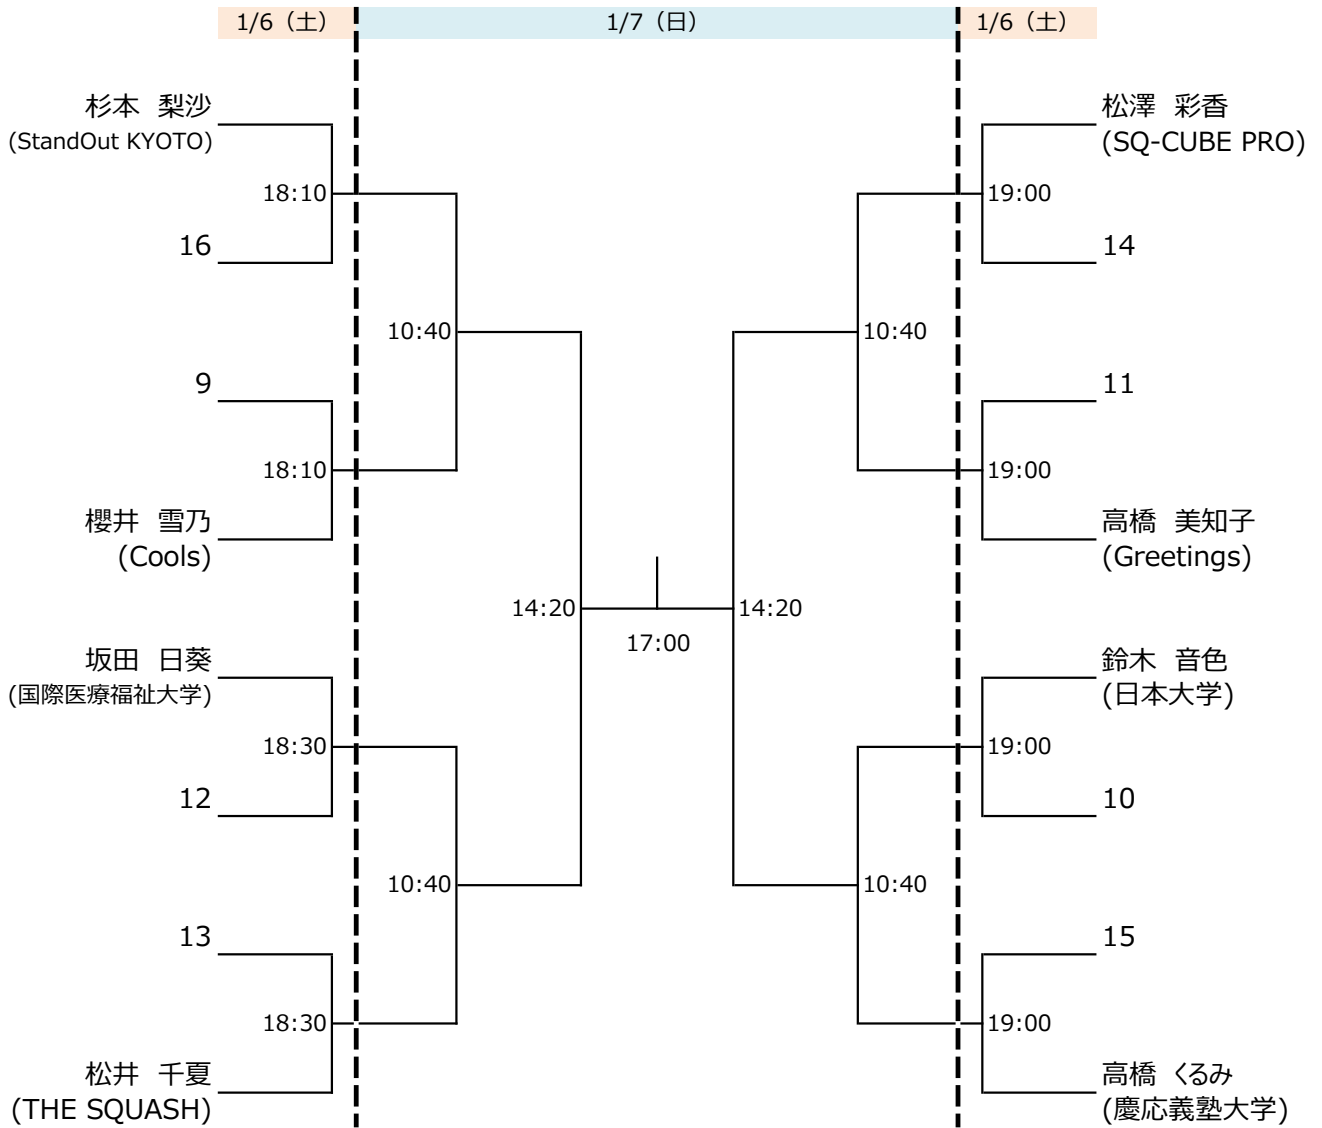 1/6（土）
1/7（日）
1/6（土）
杉本 梨沙
(StandOut KYOTO)
18:10
16
10:40
9
18:10
櫻井 雪乃
(Cools)
14:20
坂田 日葵
(国際医療福祉大学)
18:30
12
10:40
13
18:30
松井 千夏
(THE SQUASH)
17:00
松澤 彩香
(SQ-CUBE PRO)
19:00
14
10:40
11
19:00
高橋 美知子
(Greetings)
14:20
鈴木 音色
(日本大学)
19:00
10
10:40
15
19:00
高橋 くるみ
(慶応義塾大学)